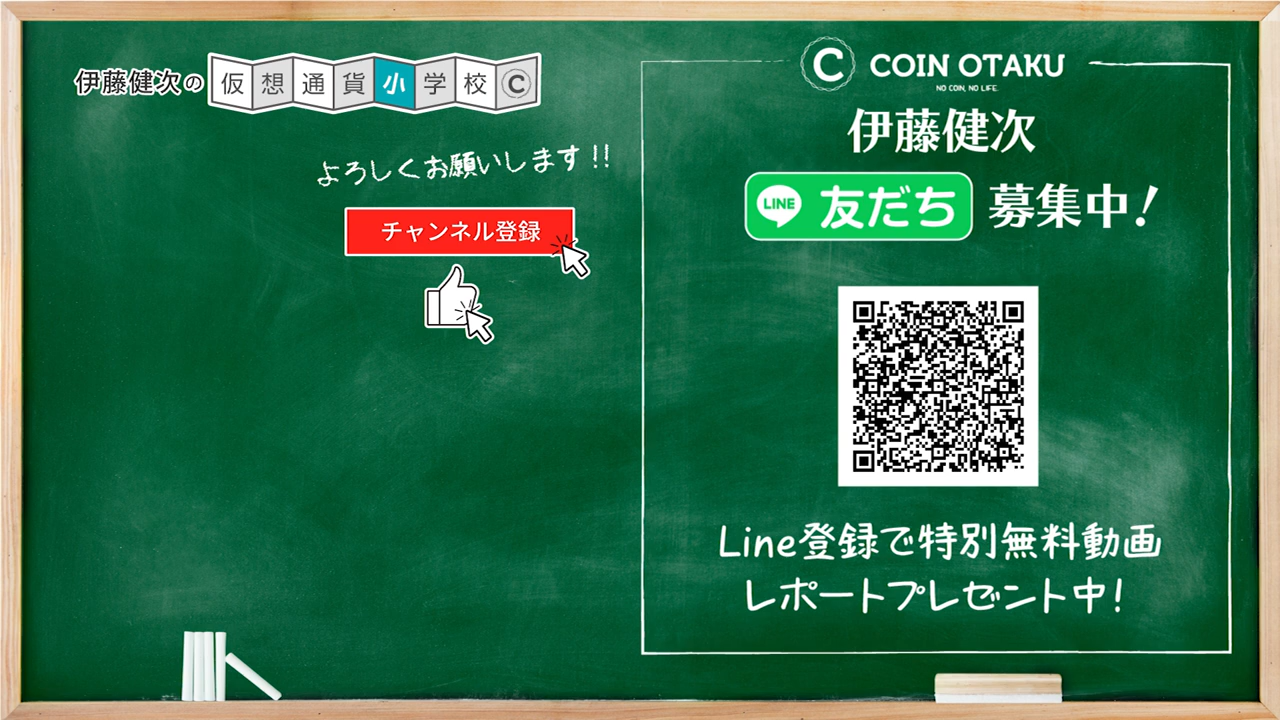 伊藤健次の仮想通貨小学校C
よろしくお願いします!!
チャンネル登録
C COIN OTAKU
NO COIN, NO LIFE.
伊藤健次
LINE 友だち 募集中!
Line登録で特別無料動画
レポートプレゼント中!